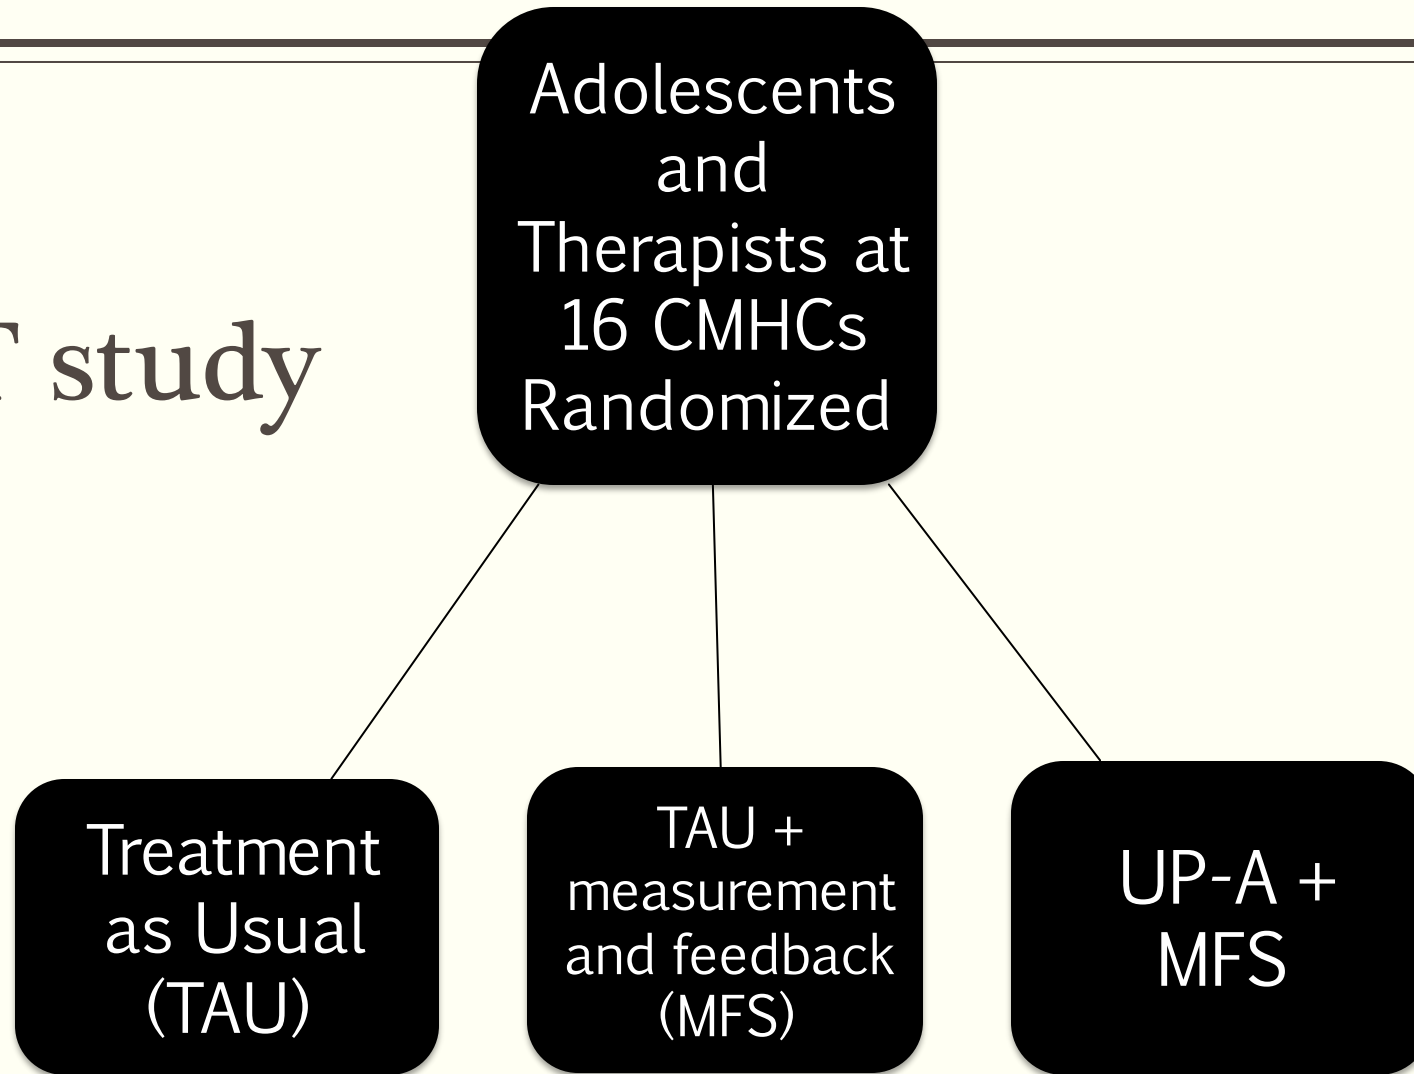 Adolescents
and
Therapists at
16 CMHCs
Randomized
study
Treatment
as Usual
(TAU)
TAU +
measurement
and feedback
(MFS)
UP-A +
MFS